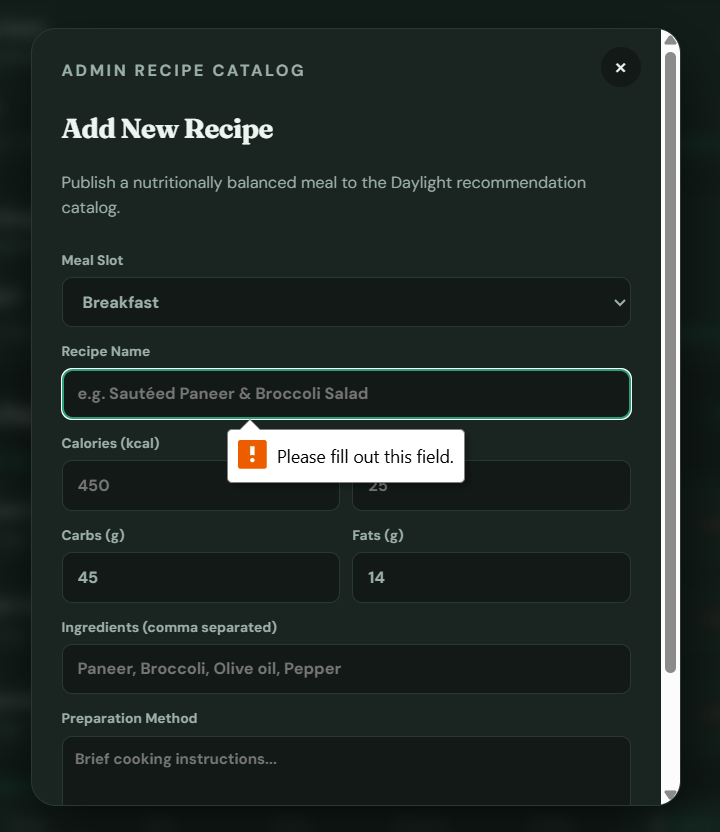 ADMIN RECIPE CATALOG
×
Add New Recipe
Publish a nutritionally balanced meal to the Daylight recommendation
catalog.
Meal Slot
Breakfast
Recipe Name
e.g. Sautéed Paneer & Broccoli Salad
Calories (kcal)
! Please fill out this field.
450
25
Carbs (g)
Fats (g)
45
14
Ingredients (comma separated)
Paneer, Broccoli, Olive oil, Pepper
Preparation Method
Brief cooking instructions...